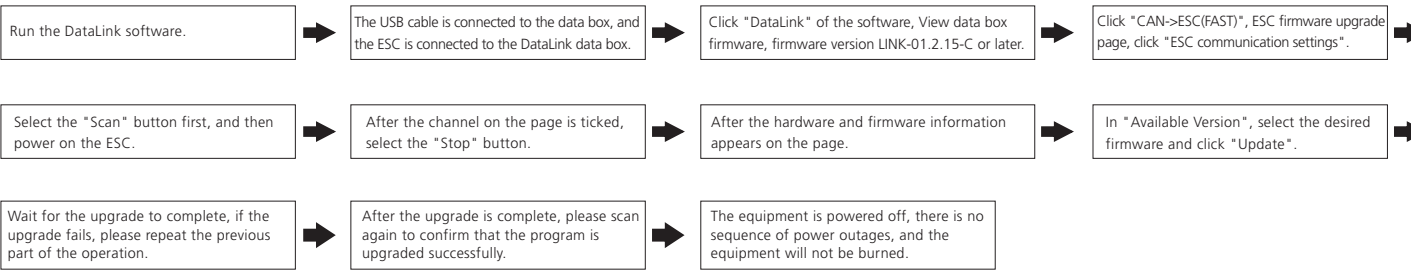 Run the DataLink software.
The USB cable is connected to the data box, and
the ESC is connected to the DataLink data box.
Click "DataLink" of the software, View data box
firmware, firmware version LINK-01.2.15-C or later.
Click "CAN->ESC(FAST)", ESC firmware upgrade
page, click "ESC communication settings".
Select the "Scan" button first, and then
power on the ESC.
After the channel on the page is ticked,
select the "Stop" button.
After the hardware and firmware information
appears on the page.
In "Available Version", select the desired
firmware and click "Update".
Wait for the upgrade to complete, if the
upgrade fails, please repeat the previous
part of the operation.
After the upgrade is complete, please scan
again to confirm that the program is
upgraded successfully.
The equipment is powered off, there is no
sequence of power outages, and the
equipment will not be burned.